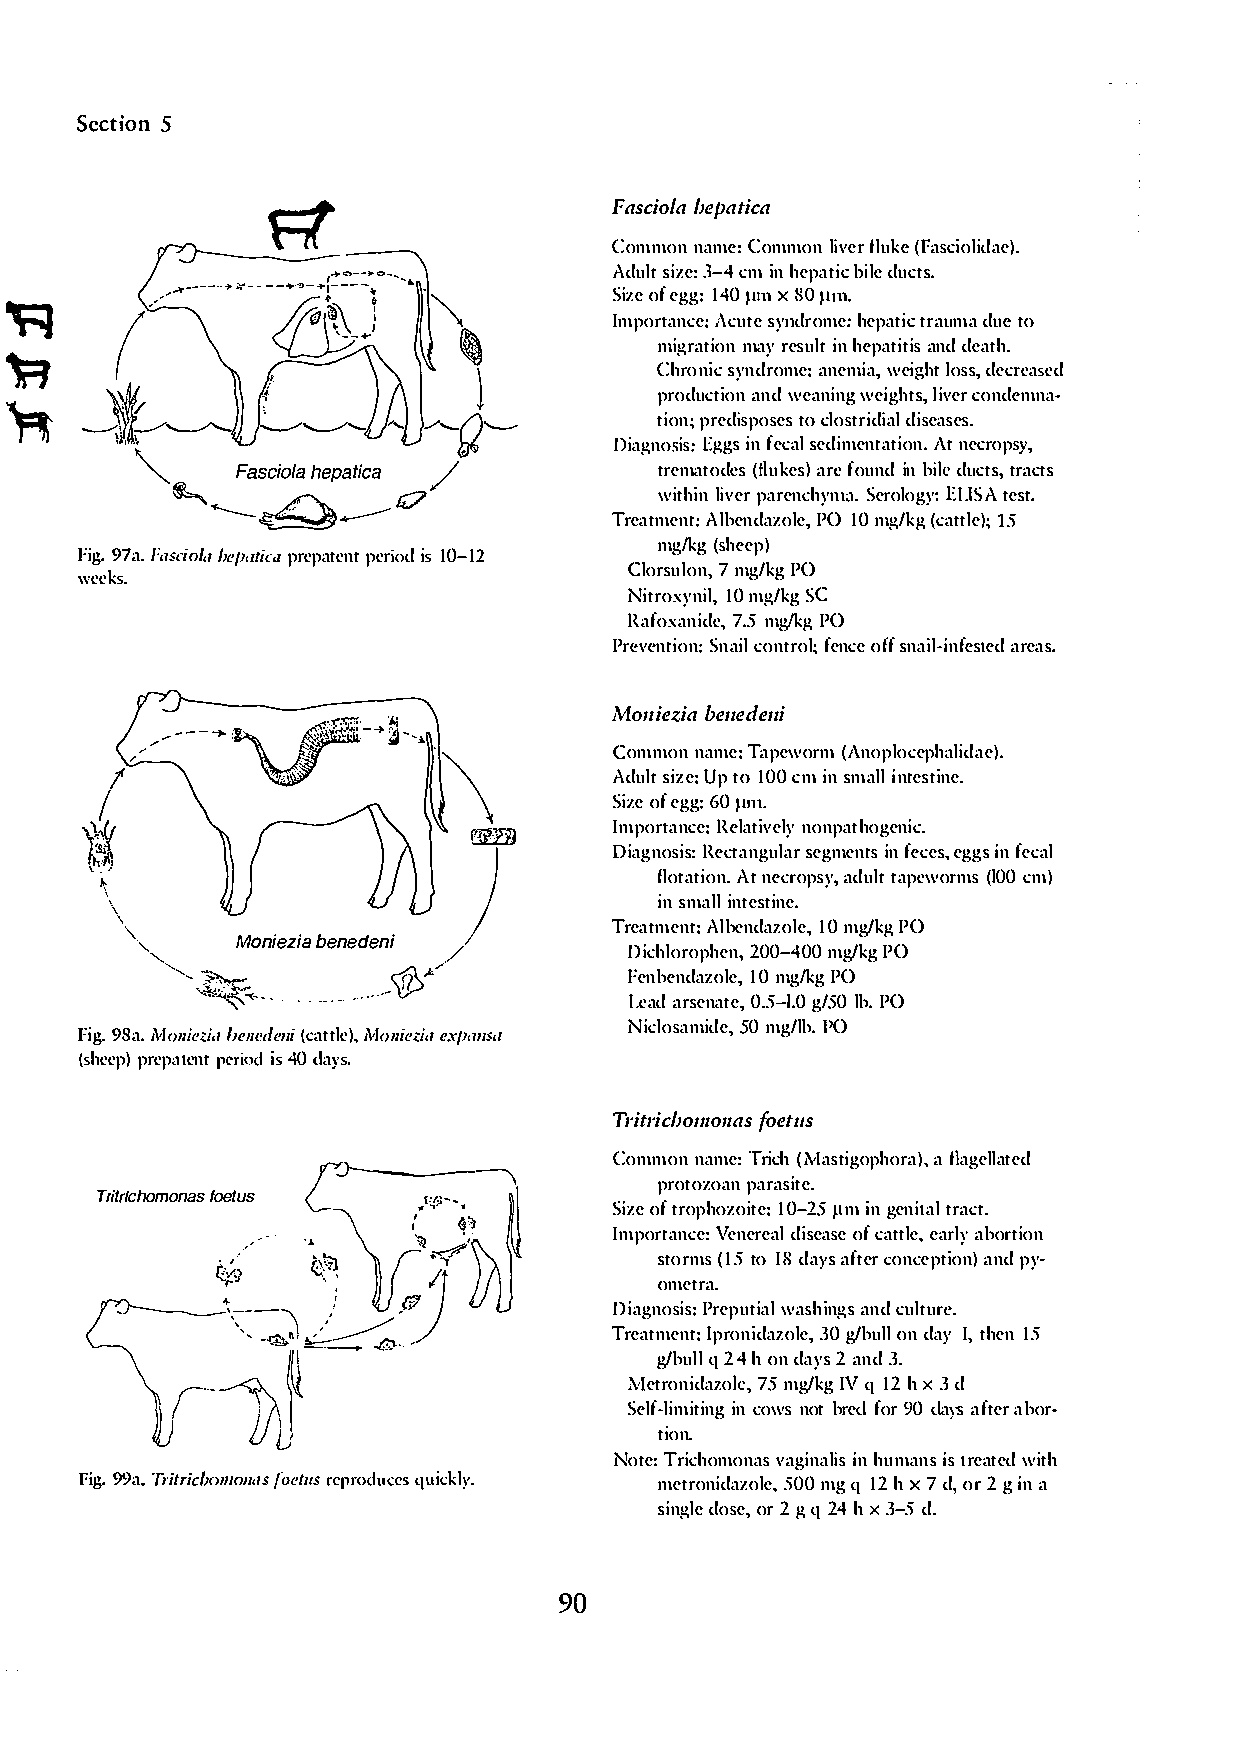 Section 5
Fasciola hepatica
Fig. 97a. Fasciola hepatica prepatent period is 10–12
weeks.
Moniezia benedeni
Fig. 98a. Moniezia benedeni (cattle), Moniezia expansa
(sheep) prepatent period is 40 days.
Tritrichomonas foetus
Fig. 99a. Tritrichomonas foetus reproduces quickly.
Fasciola hepatica
Common name: Common liver fluke (Fasciolidae).
Adult size: 3–4 cm in hepatic bile ducts.
Size of egg: 140 µm × 80 µm.
Importance: Acute syndrome: hepatic trauma due to
migration may result in hepatitis and death.
Chronic syndrome: anemia, weight loss, decreased
production and weaning weights, liver condemna-
tion; predisposes to clostridial diseases.
Diagnosis: Eggs in fecal sedimentation. At necropsy,
trematodes (flukes) are found in bile ducts, tracts
within liver parenchyma. Serology: ELISA test.
Treatment: Albendazole, PO 10 mg/kg (cattle); 15
mg/kg (sheep)
Clorsulon, 7 mg/kg PO
Nitroxynil, 10 mg/kg SC
Rafoxanide, 7.5 mg/kg PO
Prevention: Snail control; fence off snail-infested areas.
Moniezia benedeni
Common name: Tapeworm (Anoplocephalidae).
Adult size: Up to 100 cm in small intestine.
Size of egg: 60 µm.
Importance: Relatively nonpathogenic.
Diagnosis: Rectangular segments in feces, eggs in fecal
flotation. At necropsy, adult tapeworms (100 cm)
in small intestine.
Treatment: Albendazole, 10 mg/kg PO
Dichlorophen, 200–400 mg/kg PO
Fenbendazole, 10 mg/kg PO
Lead arsenate, 0.5–1.0 g/50 lb. PO
Niclosamide, 50 mg/lb. PO
Tritrichomonas foetus
Common name: Trich (Mastigophora), a flagellated
protozoan parasite.
Size of trophozoite: 10–25 µm in genital tract.
Importance: Venereal disease of cattle, early abortion
storms (15 to 18 days after conception) and py-
ometra.
Diagnosis: Preputial washings and culture.
Treatment: Ipronidazole, 30 g/bull on day 1, then 15
g/bull q 24 h on days 2 and 3.
Metronidazole, 75 mg/kg IV q 12 h × 3 d
Self-limiting in cows not bred for 90 days after abor-
tion.
Note: Trichomonas vaginalis in humans is treated with
metronidazole, 500 mg q 12 h × 7 d, or 2 g in a
single dose, or 2 g q 24 h × 3–5 d.
90